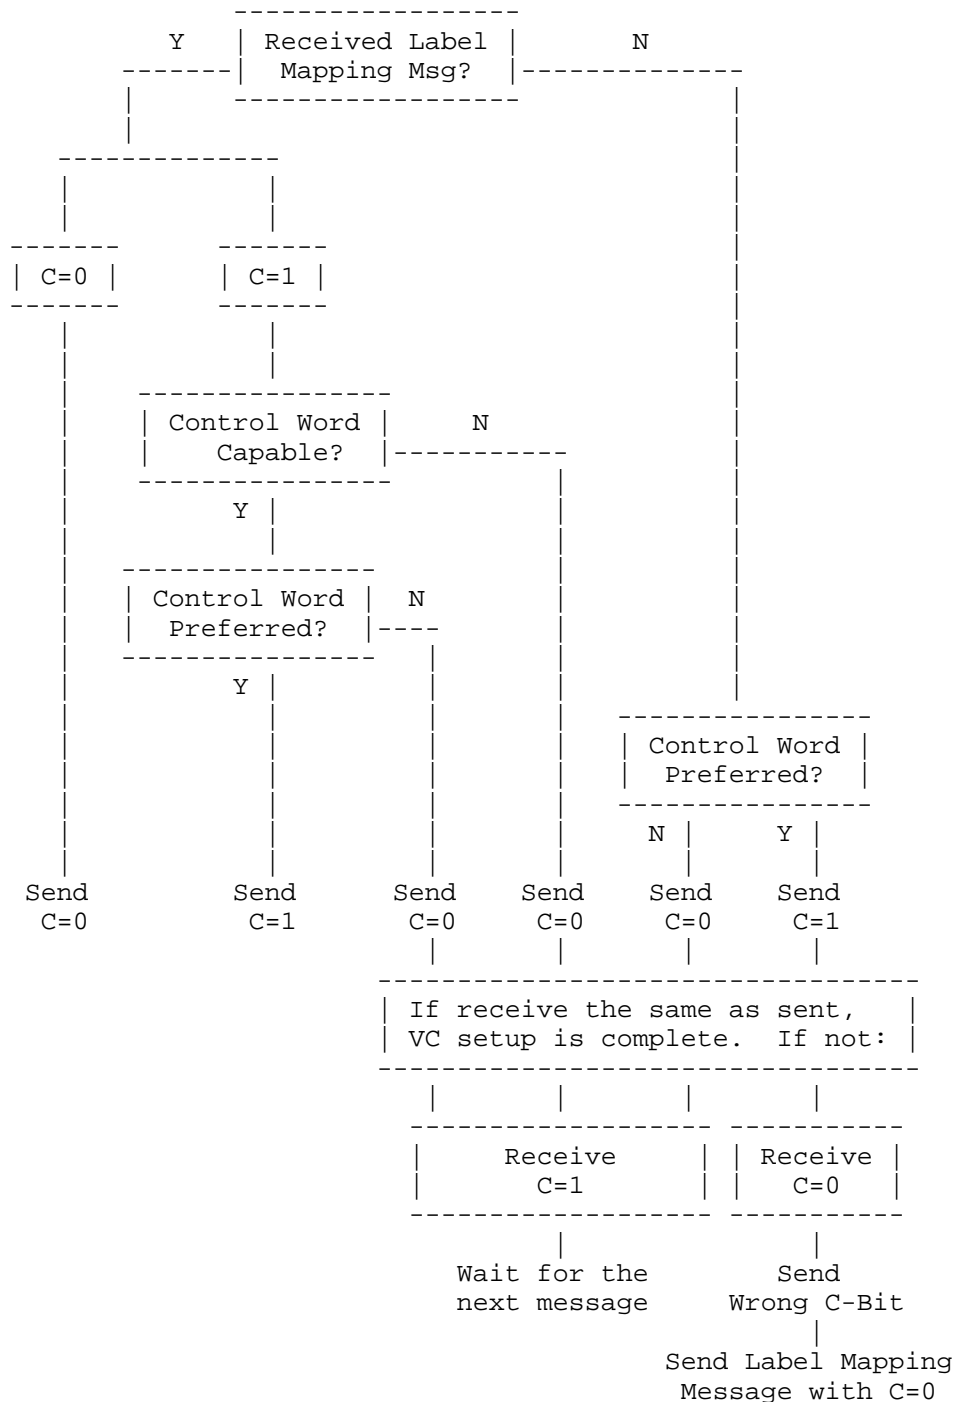 Y Received Label N
Mapping Msg?
C=0 C=1
Control Word N
Capable?
Y
Control Word N
Preferred?
Y
Control Word
Preferred?
N Y
Send Send Send Send Send Send
C=0 C=1 C=0 C=0 C=0 C=1
If receive the same as sent,
VC setup is complete. If not:
Receive Receive
C=1 C=0
Wait for the Send
next message Wrong C-Bit
Send Label Mapping
Message with C=0